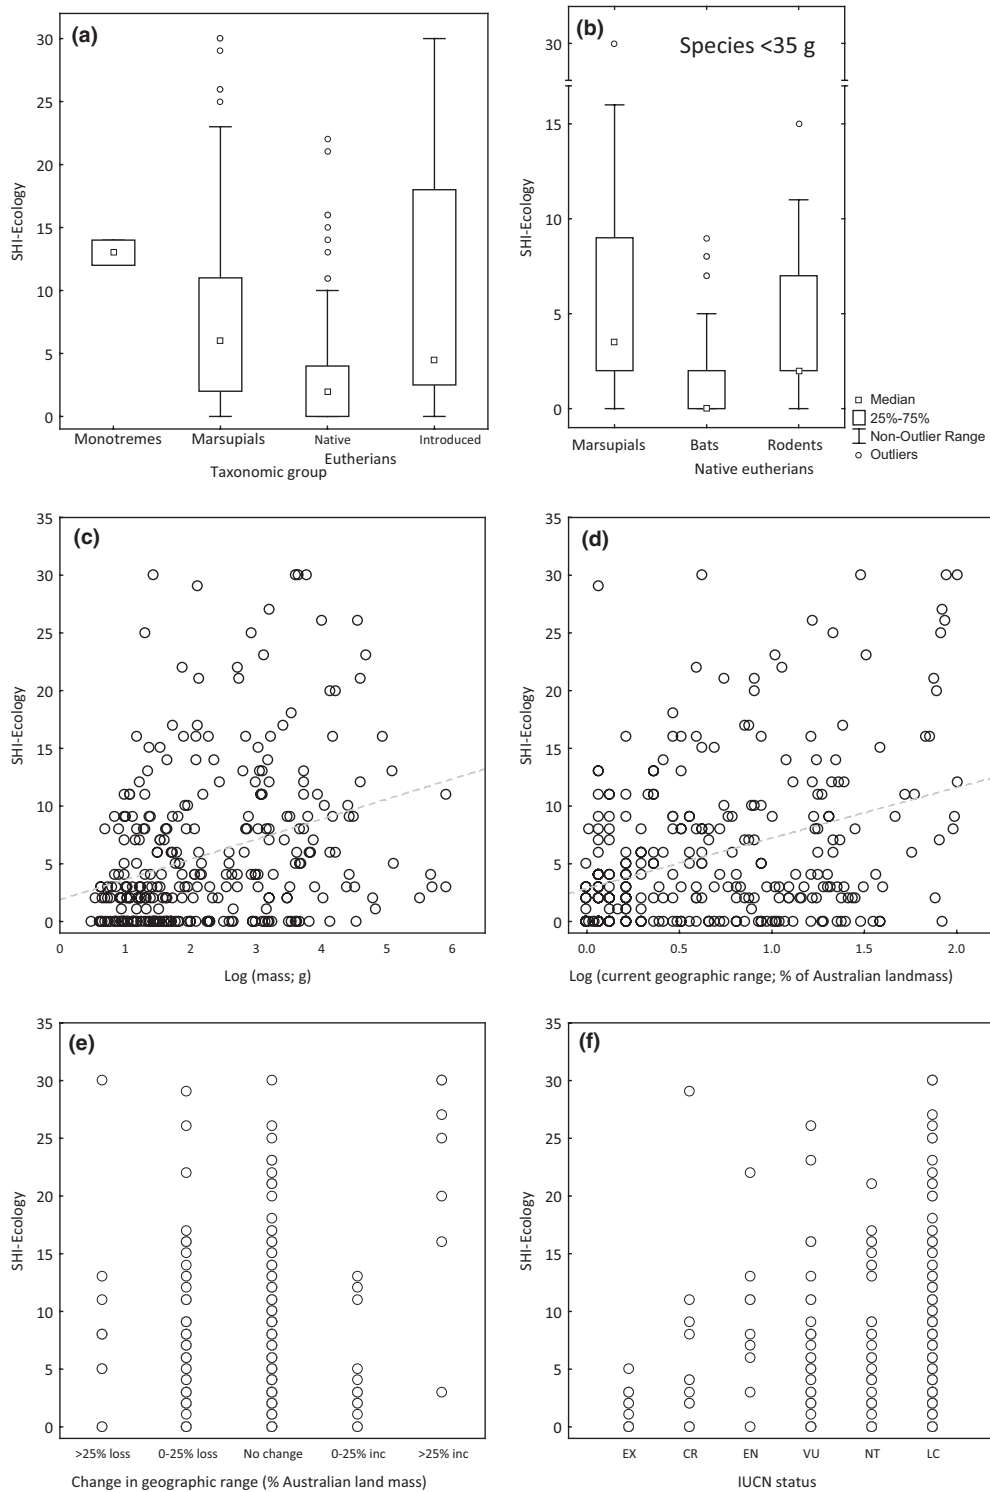 (a)
SHI-Ecology
30
25
20
15
10
5
0
Monotremes Marsupials Native Introduced
Eutherians
Taxonomic group
(b)
Species <35 g
SHI-Ecology
30
15
10
5
0
Marsupials Bats Rodents
Native eutherians
Median
25%-75%
Non-Outlier Range
Outliers
(c)
SHI-Ecology
35
30
25
20
15
10
5
0
0 1 2 3 4 5 6
Log (mass; g)
(d)
SHI-Ecology
35
30
25
20
15
10
5
0
0.0 0.5 1.0 1.5 2.0
Log (current geographic range; % of Australian landmass)
(e)
SHI-Ecology
35
30
25
20
15
10
5
0
>25% loss 0-25% loss No change 0-25% inc >25% inc
Change in geographic range (% Australian land mass)
(f)
SHI-Ecology
35
30
25
20
15
10
5
0
EX CR EN VU NT LC
IUCN status